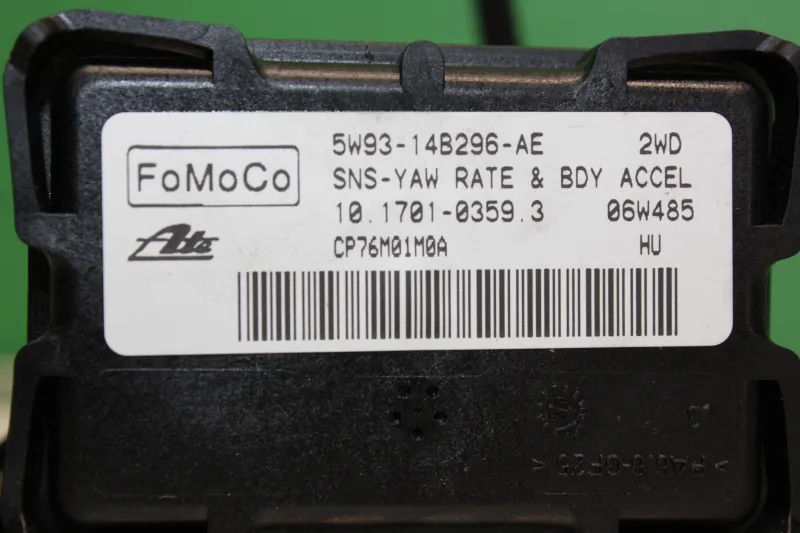 FoMoCo
5W93-14B296-AE 2WD
SNS-YAW RATE & BDY ACCEL
10.1701-0359.3 06W485
Ate
CP76M01M0A HU